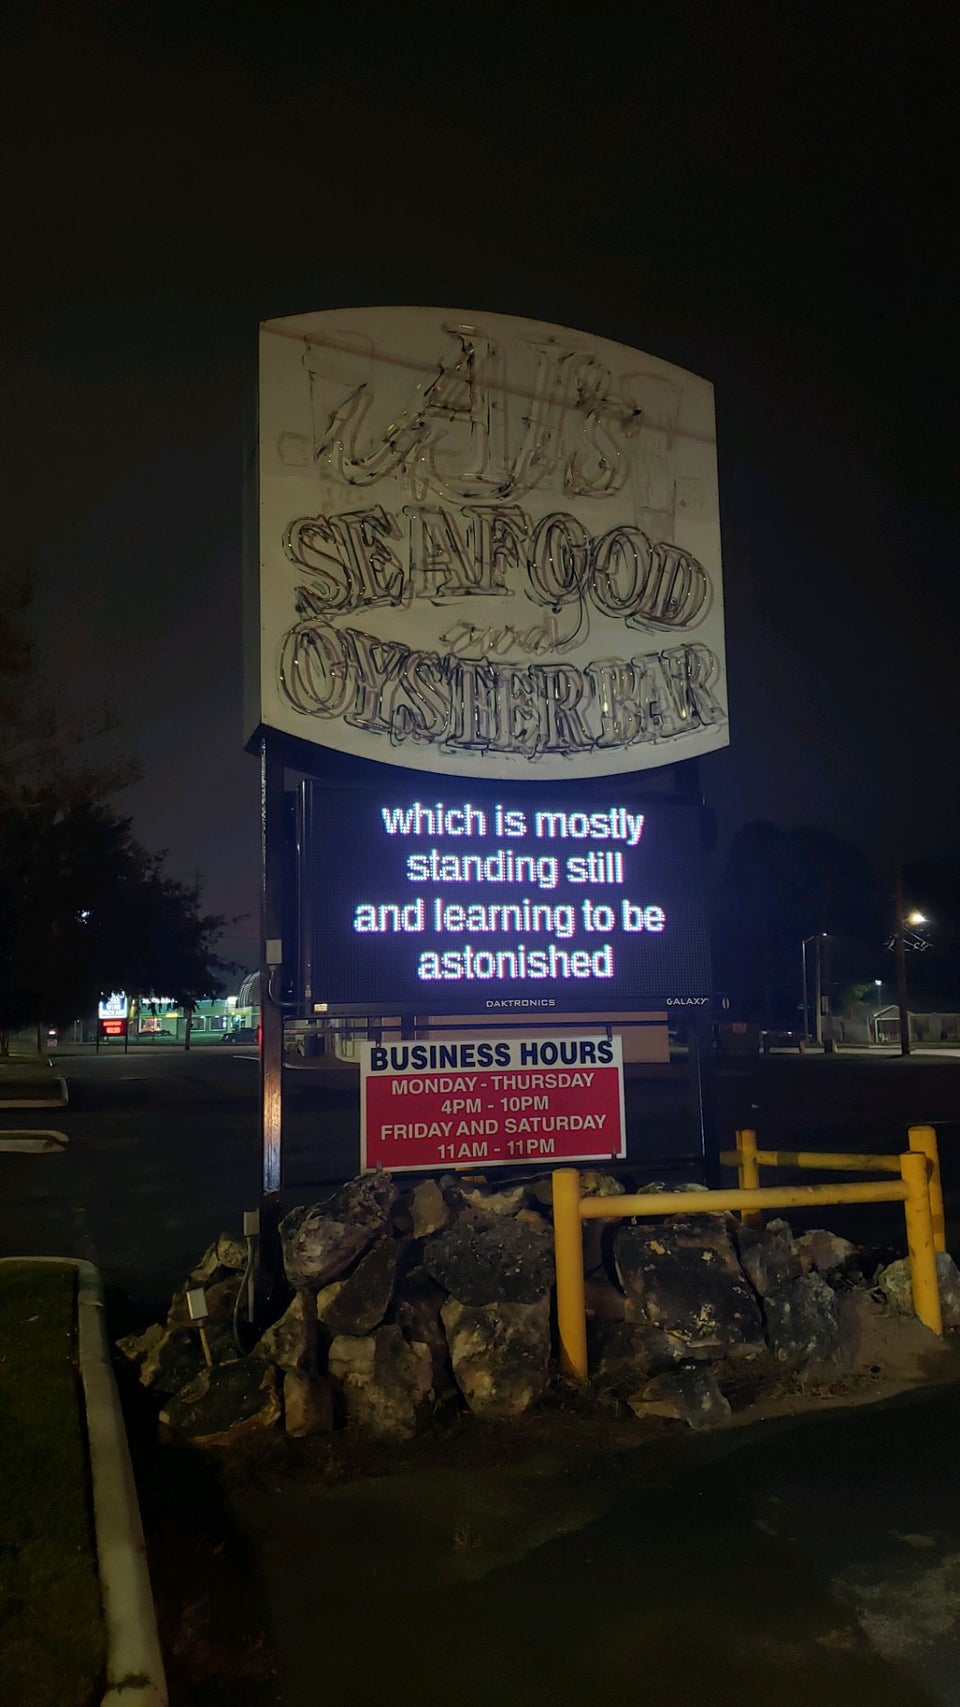 AJ's
SEAFOOD
and
OYSTER BAR
which is mostly
standing still
and learning to be
astonished
DAKTRONICS GALAXY
BUSINESS HOURS
MONDAY - THURSDAY
4PM - 10PM
FRIDAY AND SATURDAY
11AM - 11PM